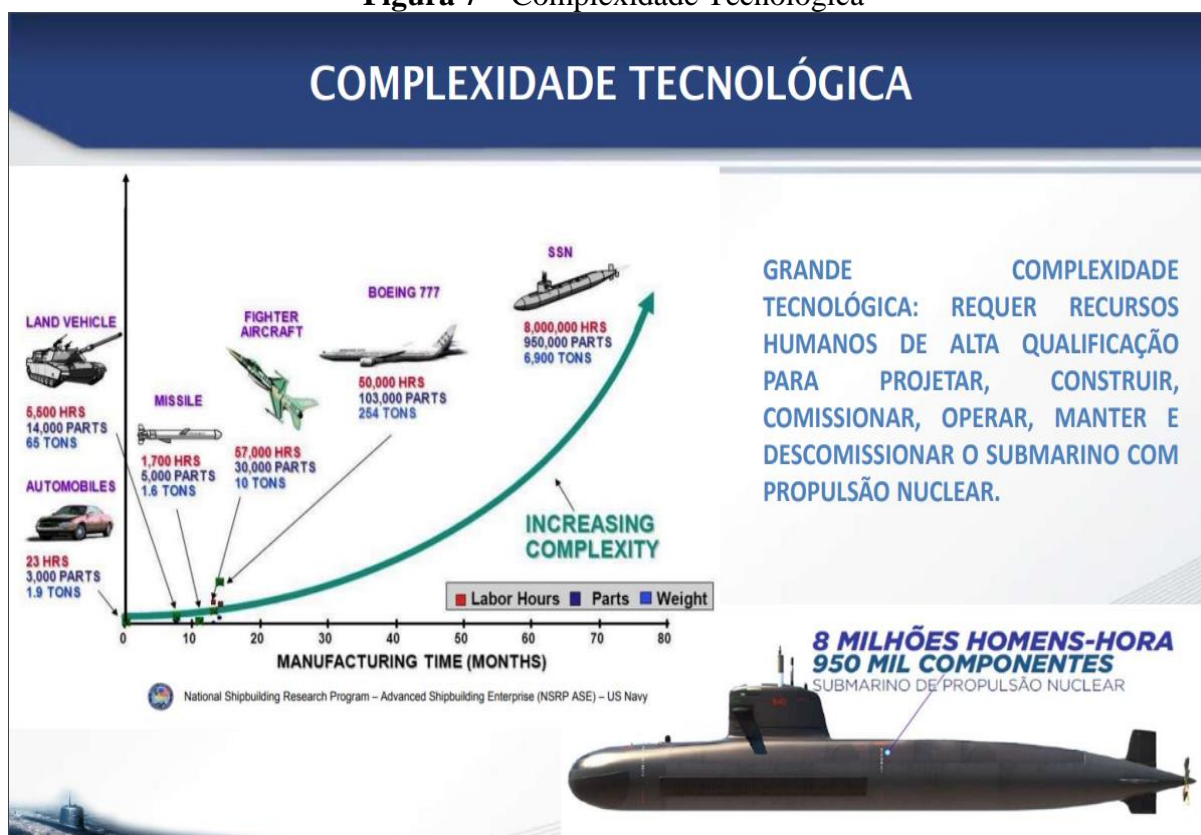 Figura 7 – Complexidade Tecnológica
COMPLEXIDADE TECNOLÓGICA
SSN
8,000,000 HRS
950,000 PARTS
6,900 TONS
BOEING 777
50,000 HRS
103,000 PARTS
254 TONS
FIGHTER
AIRCRAFT
57,000 HRS
30,000 PARTS
10 TONS
LAND VEHICLE
5,500 HRS
14,000 PARTS
65 TONS
MISSILE
1,700 HRS
5,000 PARTS
1.6 TONS
AUTOMOBILES
23 HRS
3,000 PARTS
1.9 TONS
INCREASING
COMPLEXITY
Labor Hours Parts Weight
0 10 20 30 40 50 60 70 80
MANUFACTURING TIME (MONTHS)
National Shipbuilding Research Program – Advanced Shipbuilding Enterprise (NSRP ASE) – US Navy
GRANDE COMPLEXIDADE
TECNOLÓGICA: REQUER RECURSOS
HUMANOS DE ALTA QUALIFICAÇÃO
PARA PROJETAR, CONSTRUIR,
COMISSIONAR, OPERAR, MANTER E
DESCOMISSIONAR O SUBMARINO COM
PROPULSÃO NUCLEAR.
8 MILHÕES HOMENS-HORA
950 MIL COMPONENTES
SUBMARINO DE PROPULSÃO NUCLEAR